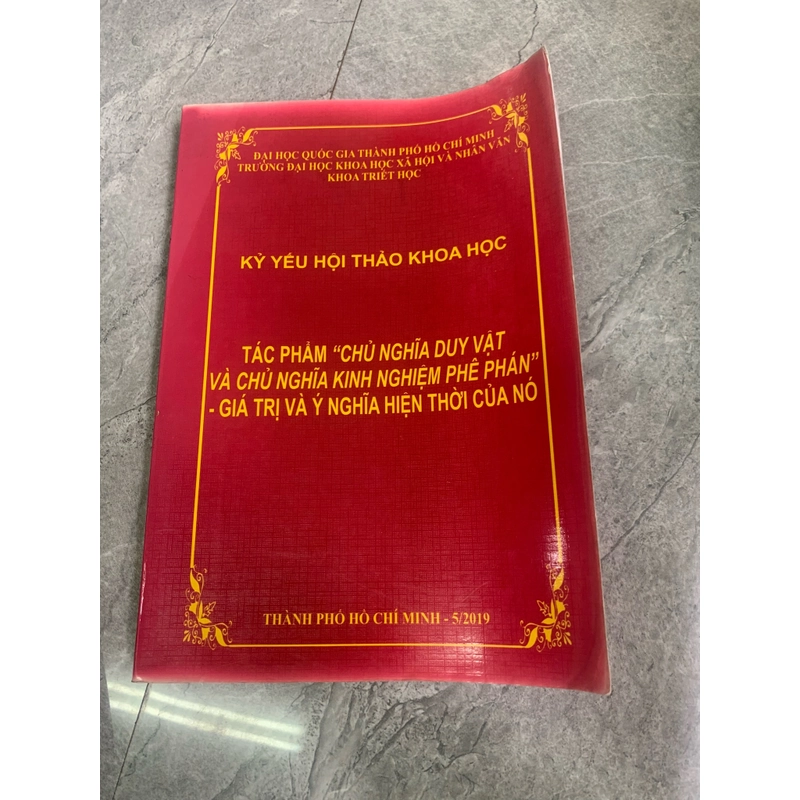 ĐẠI HỌC QUỐC GIA THÀNH PHỐ HỒ CHÍ MINH
TRƯỜNG ĐẠI HỌC KHOA HỌC XÃ HỘI VÀ NHÂN VĂN
KHOA TRIẾT HỌC
KỶ YẾU HỘI THẢO KHOA HỌC
TÁC PHẨM “CHỦ NGHĨA DUY VẬT
VÀ CHỦ NGHĨA KINH NGHIỆM PHÊ PHÁN”
- GIÁ TRỊ VÀ Ý NGHĨA HIỆN THỜI CỦA NÓ
THÀNH PHỐ HỒ CHÍ MINH - 5/2019